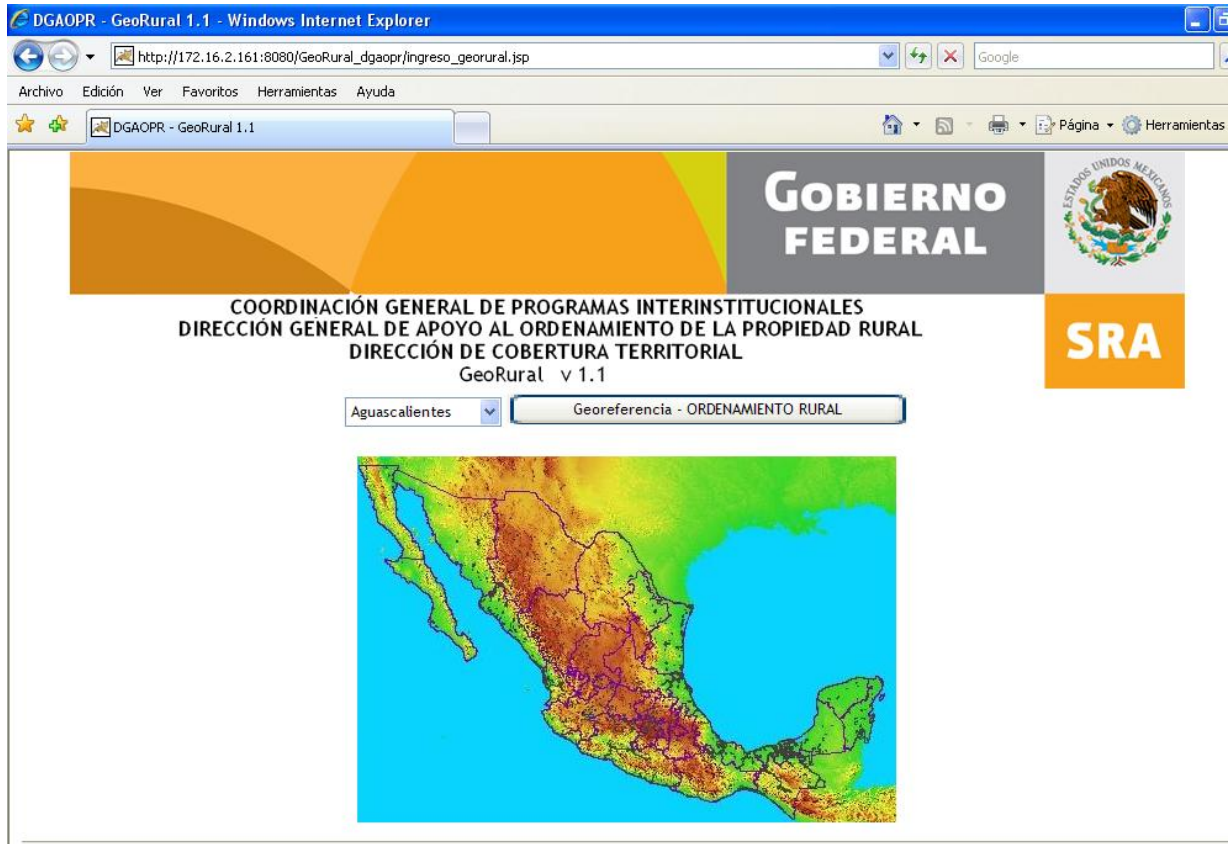 DGAOPR - GeoRural 1.1 - Windows Internet Explorer
http://172.16.2.161:8080/GeoRural_dgaopr/ingreso_georural.jsp
Google
Archivo Edición Ver Favoritos Herramientas Ayuda
DGAOPR - GeoRural 1.1
Página
Herramientas
GOBIERNO
FEDERAL
ESTADOS UNIDOS MEXICANOS
COORDINACIÓN GENERAL DE PROGRAMAS INTERINSTITUCIONALES
DIRECCIÓN GENERAL DE APOYO AL ORDENAMIENTO DE LA PROPIEDAD RURAL
DIRECCIÓN DE COBERTURA TERRITORIAL
GeoRural v 1.1
SRA
Aguascalientes
Georeferencia - ORDENAMIENTO RURAL